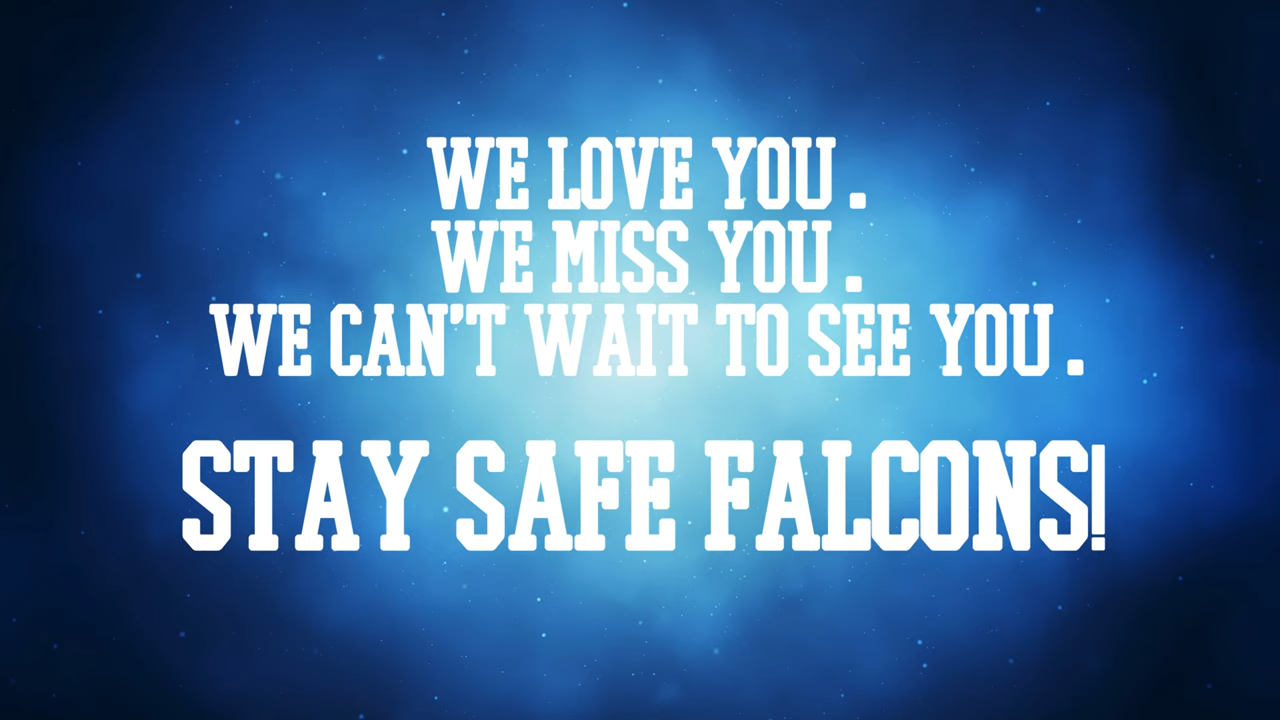 WE LOVE YOU.
WE MISS YOU.
WE CAN'T WAIT TO SEE YOU.
STAY SAFE FALCONS!